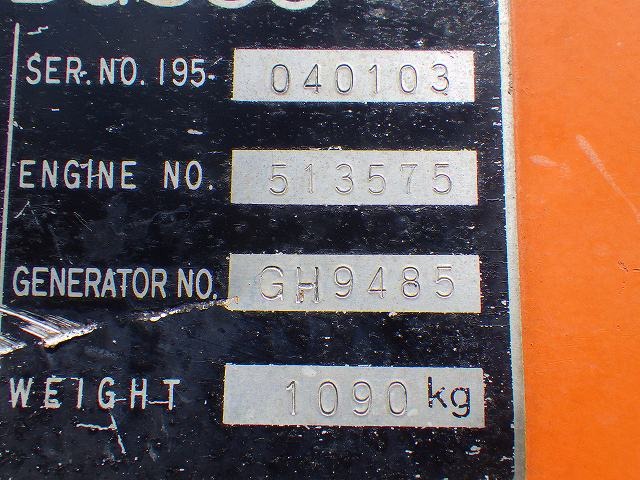 SER.NO. 195- 040103
ENGINE NO. 513575
GENERATOR NO. GH9485
WEIGHT 1090 kg